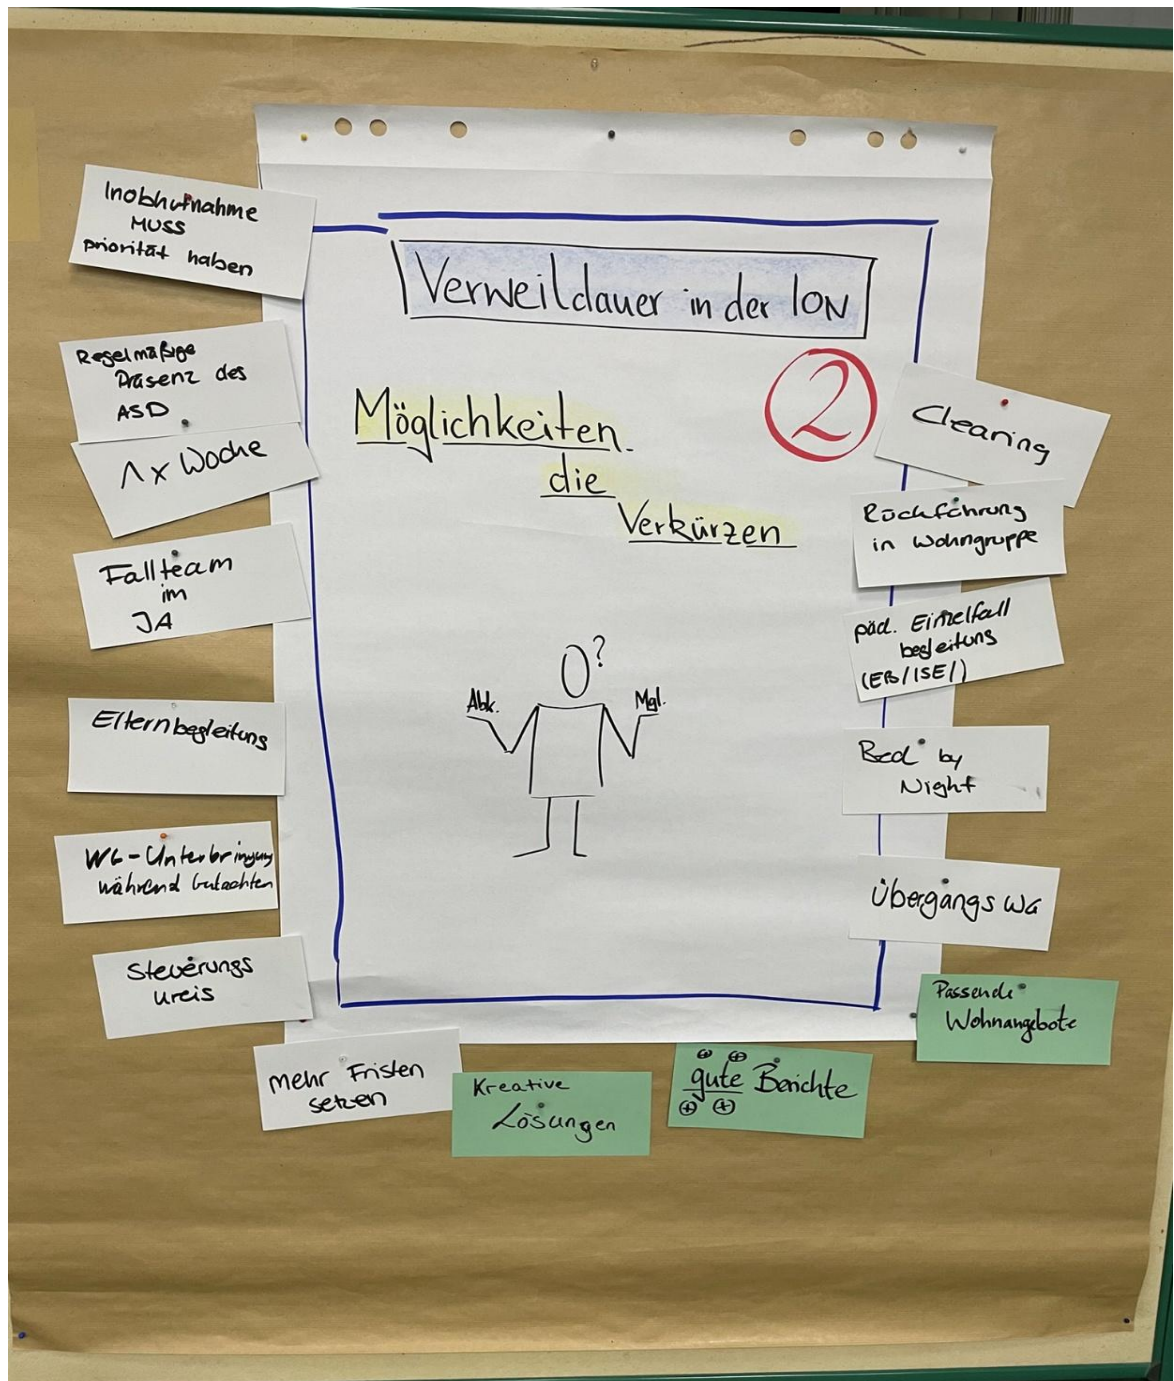 Verweildauer in der ION
2
Möglichkeiten
die
Verkürzen
?
Abk.
Mgl.
Inobhutnahme
MUSS
priorität haben
Regelmäßige
Präsenz des
ASD
1 x Woche
Fallteam
im
JA
Elternbegleitung
WG-Unterbringung
während Gutachten
Steuerungs
kreis
mehr Fristen
setzen
Kreative
Lösungen
gute Berichte
Passende
Wohnangebote
Clearing
Rückführung
in Wohngruppe
päd. Einzelfall
begleitung
(EB/ISE/)
Bed by
Night
Übergangs WG